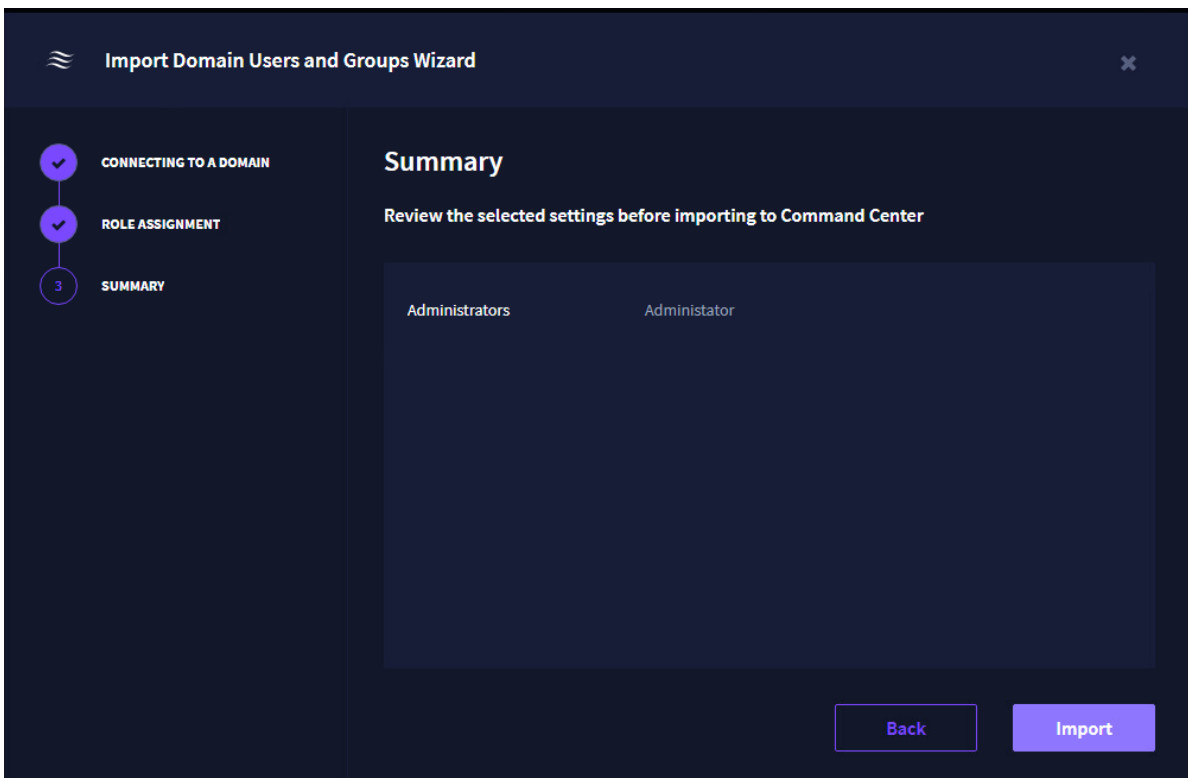 Import Domain Users and Groups Wizard
CONNECTING TO A DOMAIN
ROLE ASSIGNMENT
3 SUMMARY
Summary
Review the selected settings before importing to Command Center
Administrators Administator
Back Import